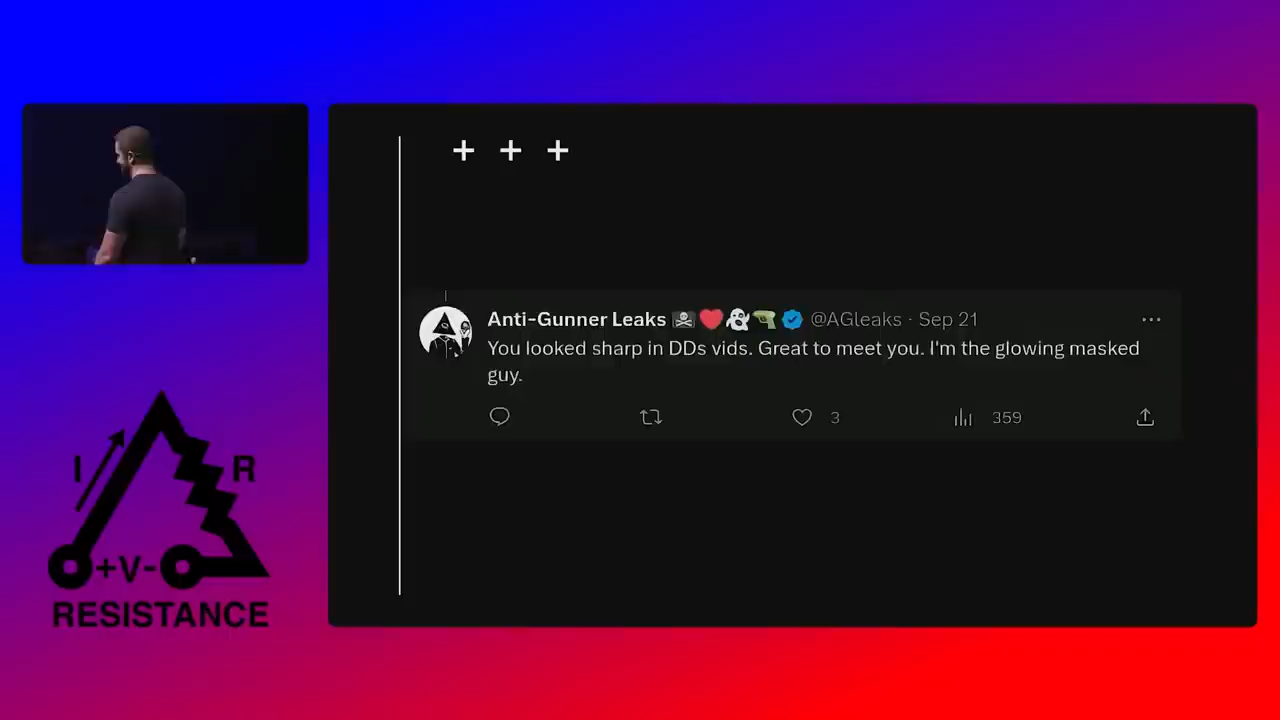 + + +
Anti-Gunner Leaks ☠️❤️👻🔫 @AGleaks · Sep 21
You looked sharp in DDs vids. Great to meet you. I'm the glowing masked
guy.
3 359
I R
+V-
RESISTANCE